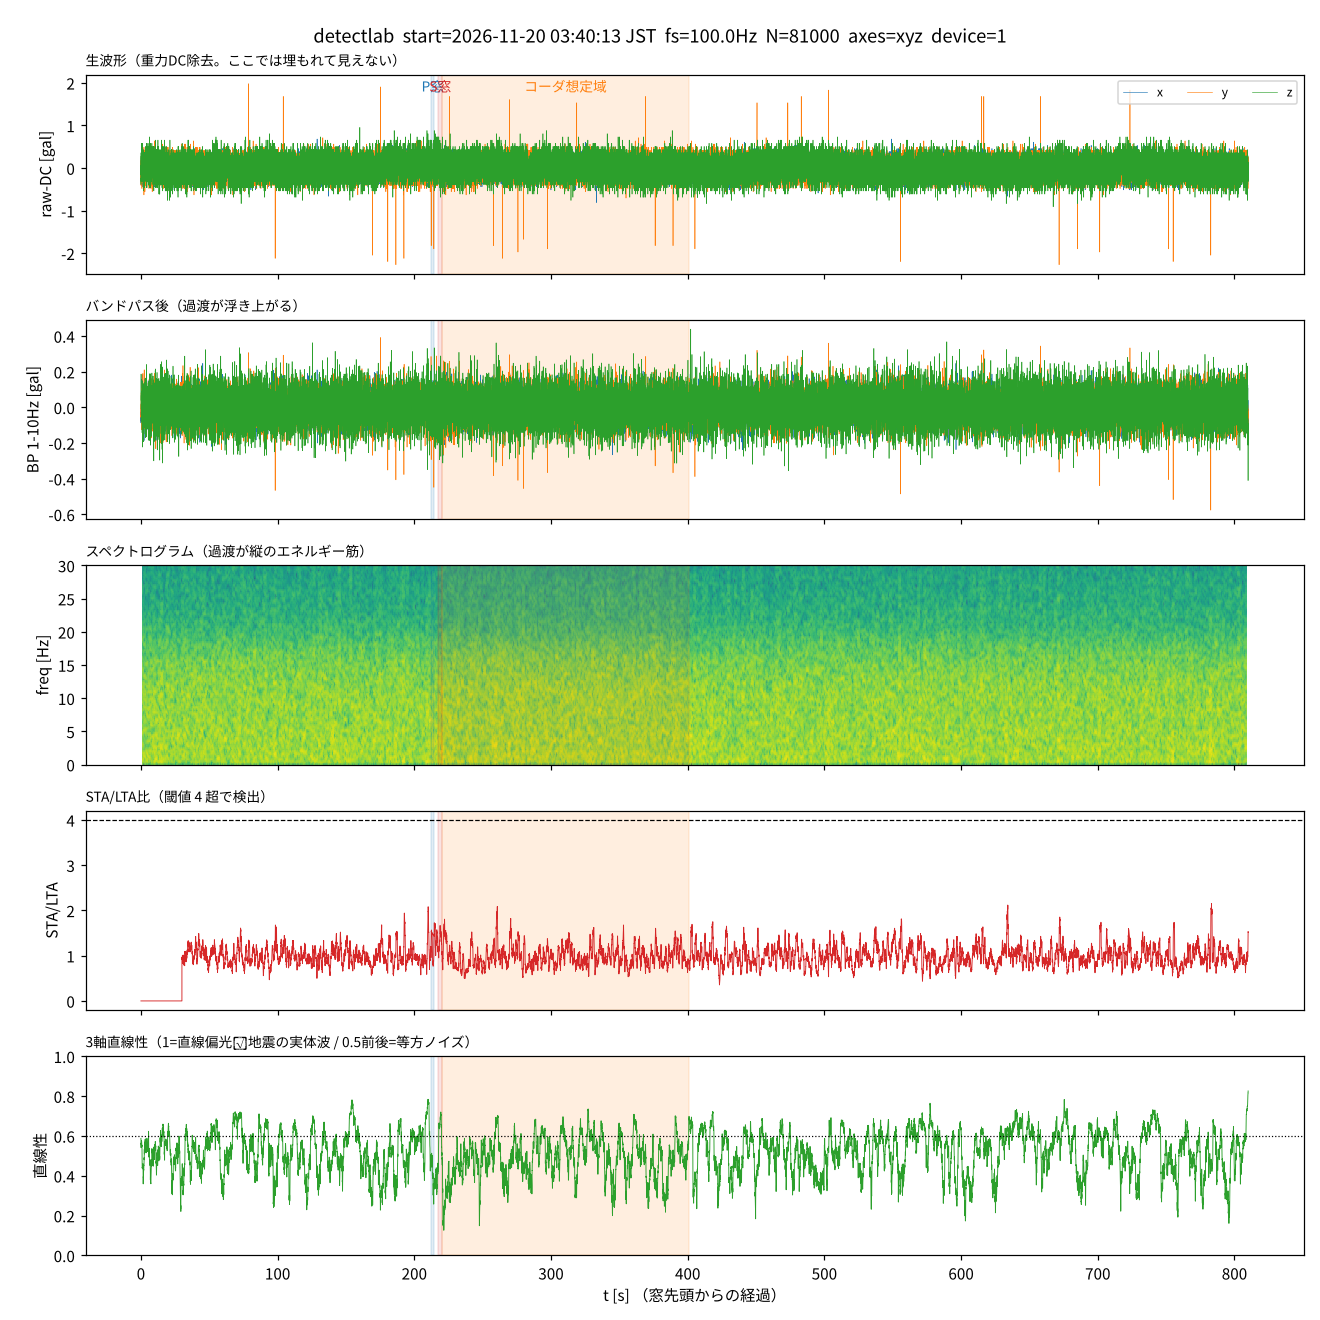 detectlab start=2026-11-20 03:40:13 JST fs=100.0Hz N=81000 axes=xyz device=1
生波形（重力DC除去。ここでは埋もれて見えない）
コーダ想定域
x y z
2
1
0
-1
-2
raw-DC [gal]
バンドパス後（過渡が浮き上がる）
0.4
0.2
0.0
-0.2
-0.4
-0.6
BP 1-10Hz [gal]
スペクトログラム（過渡が縦のエネルギー筋）
30
25
20
15
10
5
0
freq [Hz]
STA/LTA比（閾値 4 超で検出）
4
3
2
1
0
STA/LTA
3軸直線性（1=直線偏光 地震の実体波 / 0.5前後=等方ノイズ）
1.0
0.8
0.6
0.4
0.2
0.0
直線性
0 100 200 300 400 500 600 700 800
t [s] （窓先頭からの経過）